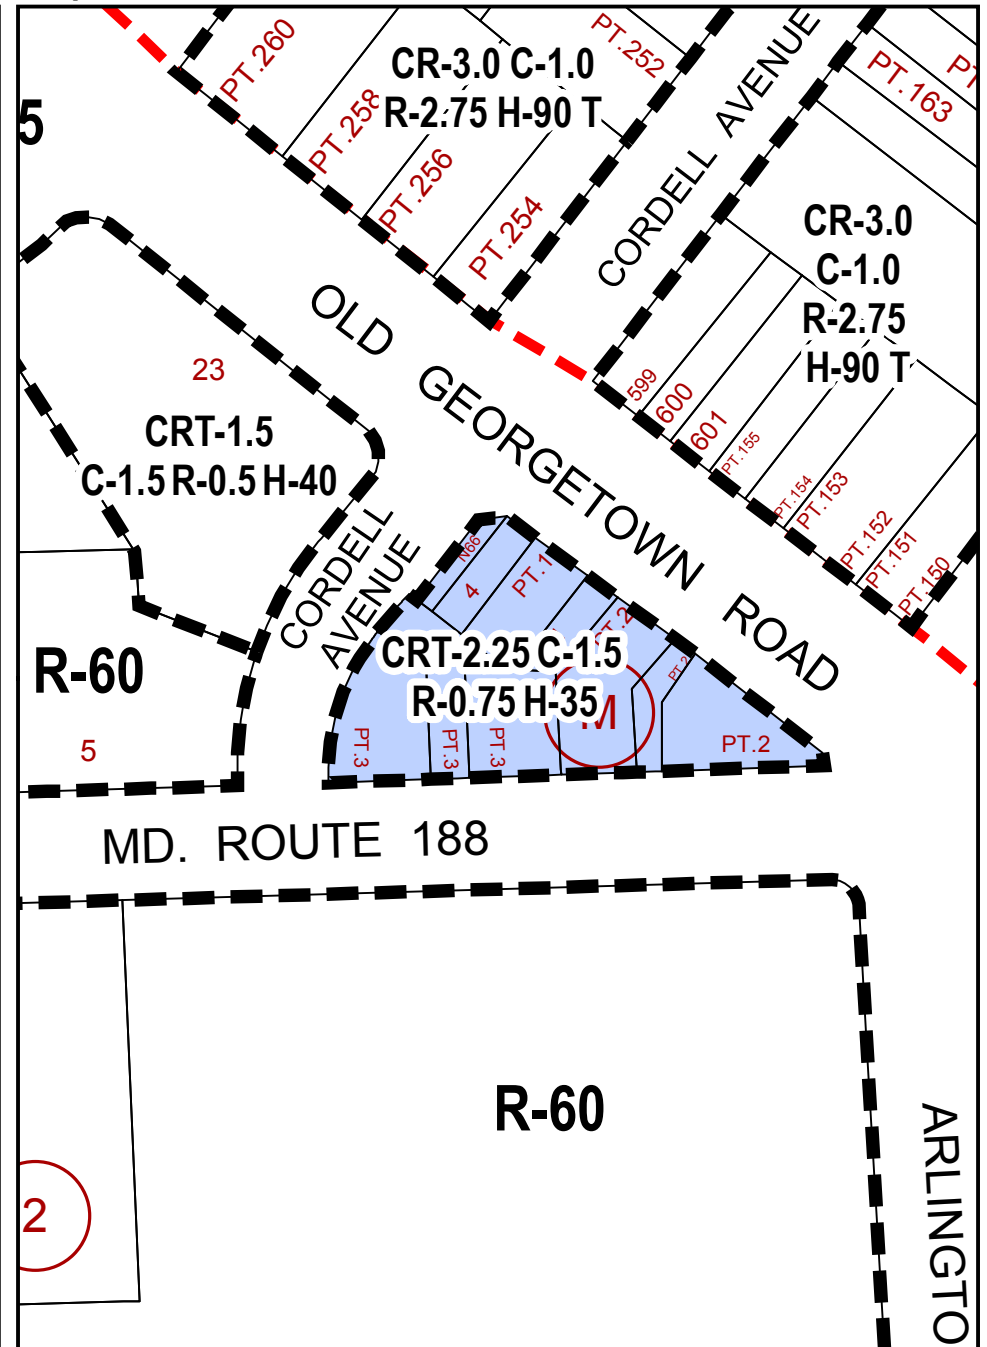 PT.260
CR-3.0 C-1.0
R-2.75 H-90 T
PT.252
CORDELL AVENUE
PT.163
5
PT.258
PT.256
PT.254
CR-3.0
C-1.0
R-2.75
H-90 T
OLD GEORGETOWN ROAD
23
CRT-1.5
C-1.5 R-0.5 H-40
599
600
601
PT.155
PT.154
PT.153
PT.152
PT.151
PT.150
CORDELL
AVENUE
N66
4
PT.1
CRT-2.25 C-1.5
R-0.75 H-35
M
PT.2
PT.3
PT.3
PT.3
PT.2
R-60
5
MD. ROUTE 188
R-60
2
ARLINGTO